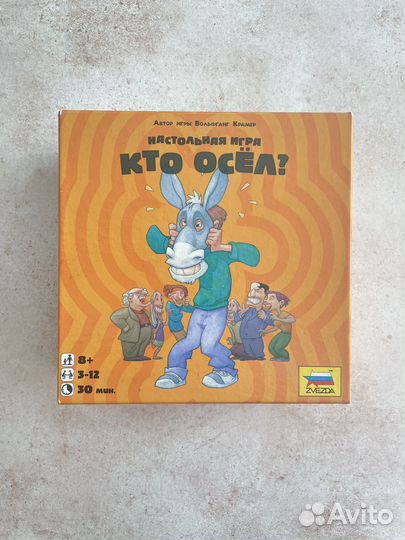 Автор игры Вольфганг Крамер
НАСТОЛЬНАЯ ИГРА
КТО ОСЁЛ?
8+
3-12
30 мин.
ZVEZDA
Avito